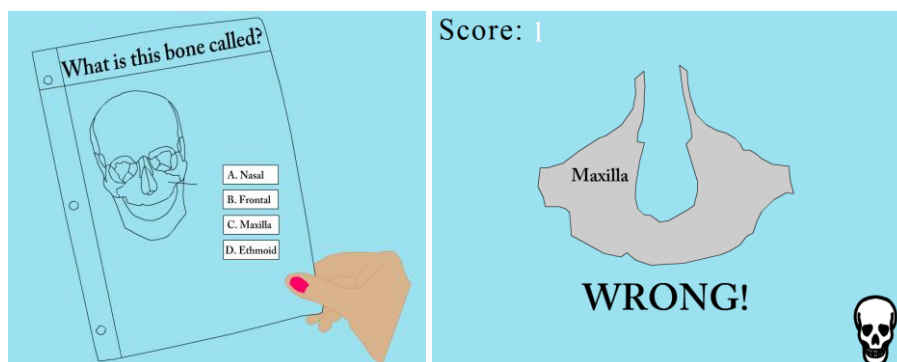 What is this bone called?
A. Nasal
B. Frontal
C. Maxilla
D. Ethmoid
Score: 1
Maxilla
WRONG!